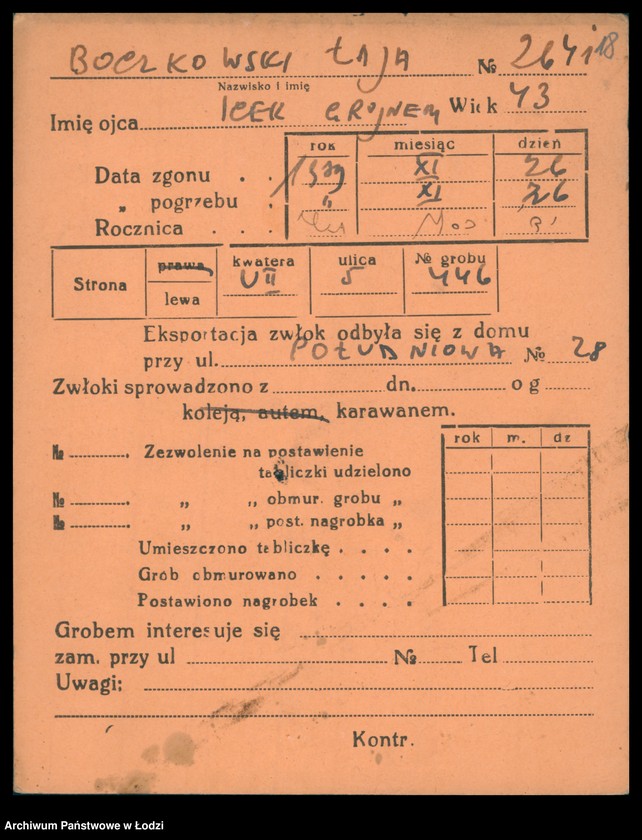 BOCZKOWSKI ŁAJA № 2641/18
Nazwisko i imię
Imię ojca ICEK GROJNEM Wiek 43
rok miesiąc dzień
Data zgonu . . 1939 XI 26
„ pogrzebu . „ XI 26
Rocznica . . .
Strona prawa lewa
kwatera VII
ulica 5
№ grobu 446
Eksportacja zwłok odbyła się z domu
przy ul. POŁUDNIOWA № 28
Zwłoki sprowadzono z dn. o g
koleją, autem, karawanem.
rok m. dz
№ . Zezwolenie na postawienie
tabliczki udzielono
№ . „ „ obmur. grobu „
№ . „ „ post. nagrobka „
Umieszczono tabliczkę . . . .
Grób obmurowano . . . . .
Postawiono nagrobek . . . .
Grobem interesuje się
zam. przy ul № Tel
Uwagi:
Kontr.
Archiwum Państwowe w Łodzi